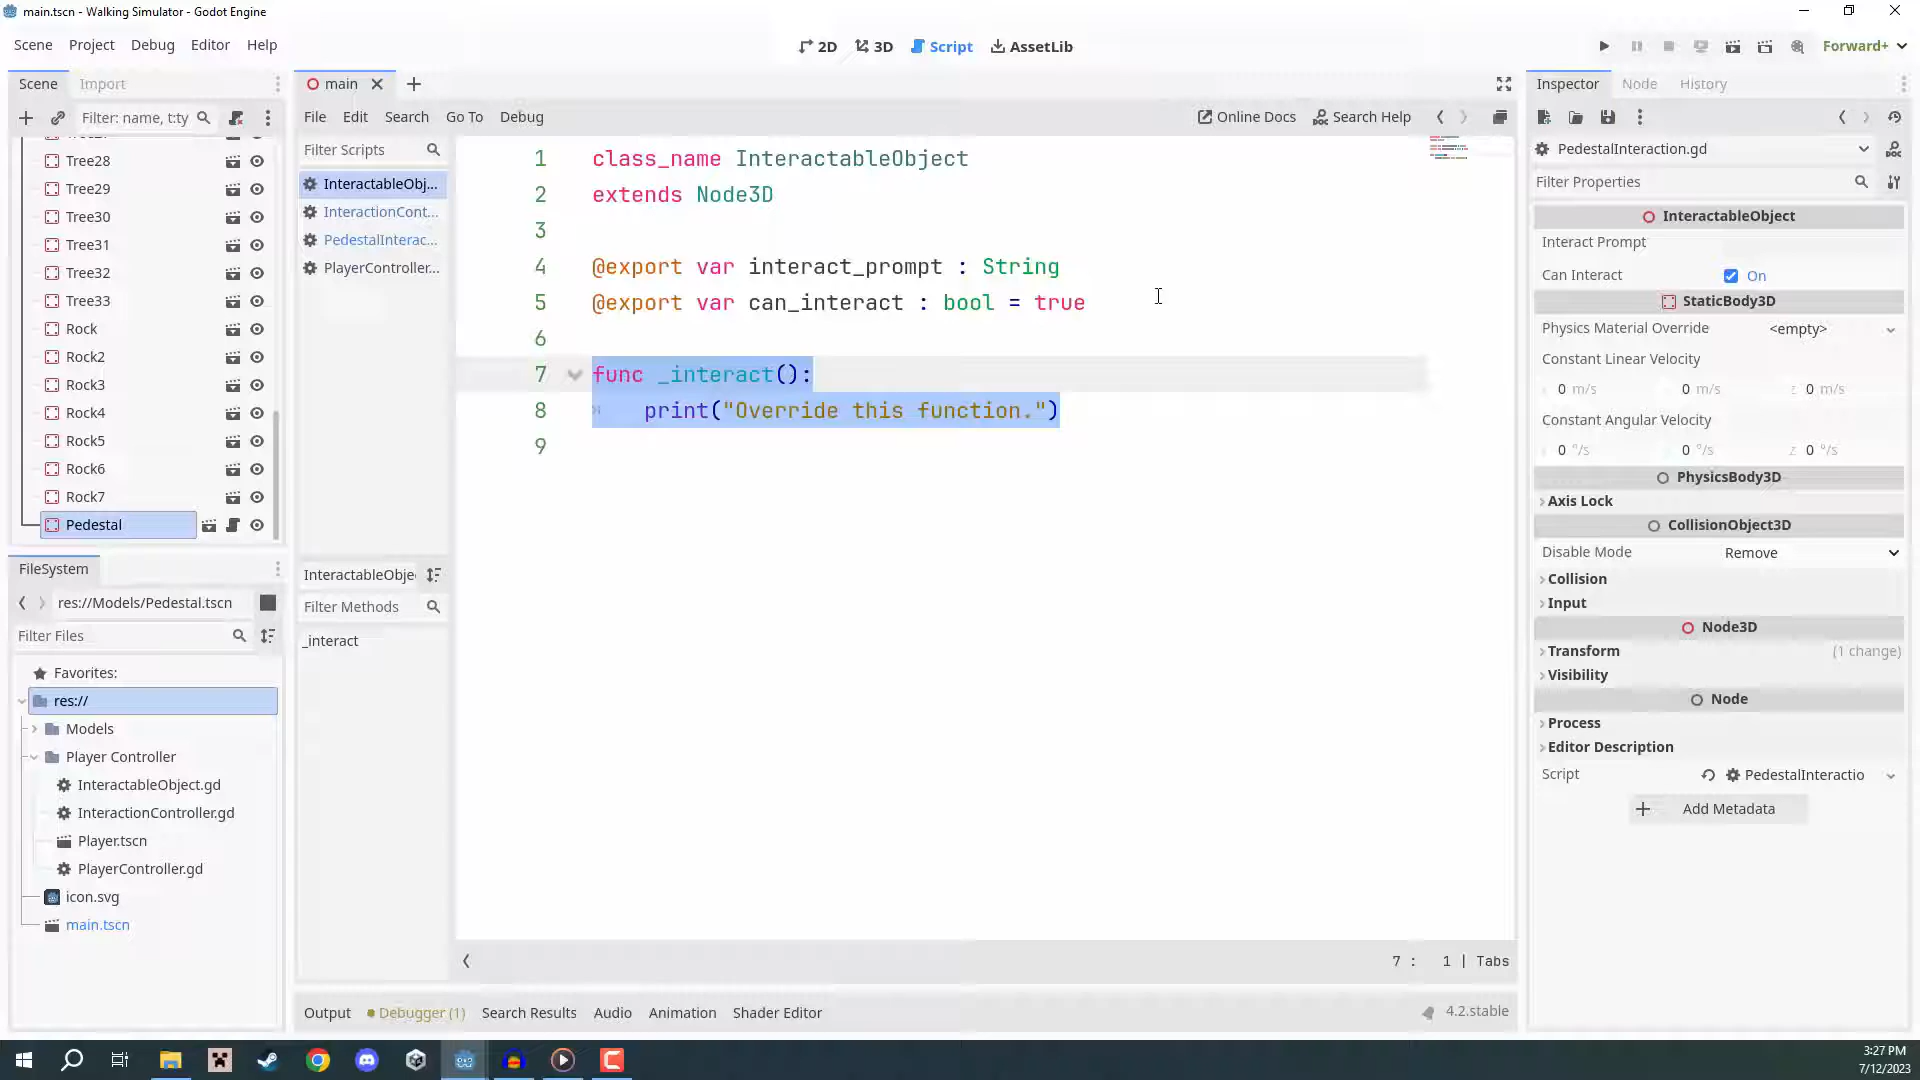 main.tscn - Walking Simulator - Godot Engine
Scene Project Debug Editor Help
2D 3D Script AssetLib
Forward+
Scene Import
Filter: name, t:ty
Tree28
Tree29
Tree30
Tree31
Tree32
Tree33
Rock
Rock2
Rock3
Rock4
Rock5
Rock6
Rock7
Pedestal
FileSystem
res://Models/Pedestal.tscn
Filter Files
Favorites:
res://
Models
Player Controller
InteractableObject.gd
InteractionController.gd
Player.tscn
PlayerController.gd
icon.svg
main.tscn
main
File Edit Search Go To Debug
Online Docs Search Help
Filter Scripts
InteractableObj...
InteractionCont...
PedestalInterac...
PlayerController...
InteractableObje
Filter Methods
_interact
1 class_name InteractableObject
2 extends Node3D
3
4 @export var interact_prompt : String
5 @export var can_interact : bool = true
6
7 func _interact():
8 print("Override this function.")
9
7 : 1 | Tabs
Output Debugger (1) Search Results Audio Animation Shader Editor
4.2.stable
Inspector Node History
PedestalInteraction.gd
Filter Properties
InteractableObject
Interact Prompt
Can Interact On
StaticBody3D
Physics Material Override <empty>
Constant Linear Velocity
0 m/s 0 m/s 0 m/s
Constant Angular Velocity
0 °/s 0 °/s z 0 °/s
PhysicsBody3D
Axis Lock
CollisionObject3D
Disable Mode Remove
Collision
Input
Node3D
Transform (1 change)
Visibility
Node
Process
Editor Description
Script PedestalInteractio
Add Metadata
3:27 PM
7/12/2023